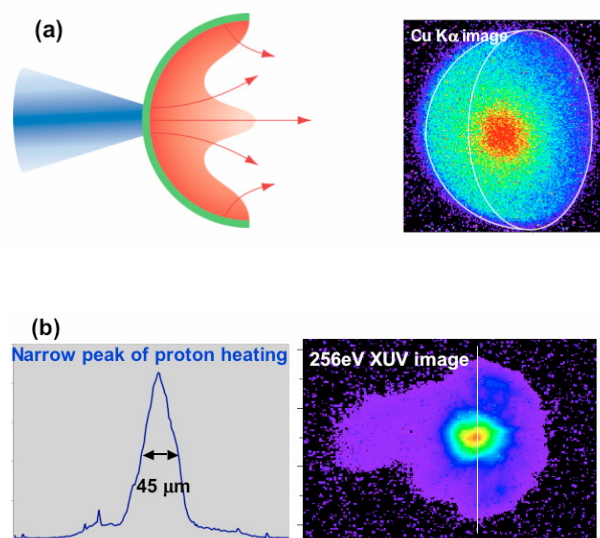 (a)
Cu Kα image
(b)
Narrow peak of proton heating
256eV XUV image
45 μm